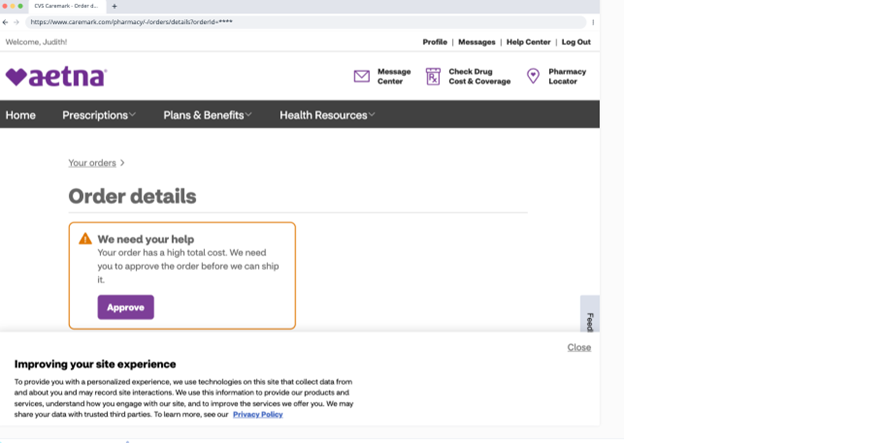 CVS Caremark - Order d...
https://www.caremark.com/pharmacy/-/orders/details?orderId=****
Welcome, Judith!
Profile | Messages | Help Center | Log Out
aetna
Message Center
Check Drug Cost & Coverage
Pharmacy Locator
Home
Prescriptions
Plans & Benefits
Health Resources
Your orders
Order details
We need your help
Your order has a high total cost. We need
you to approve the order before we can ship
it.
Approve
Feed
Close
Improving your site experience
To provide you with a personalized experience, we use technologies on this site that collect data from
and about you and may record site interactions. We use this information to provide our products and
services, understand how you engage with our site, and to improve the services we offer you. We may
share your data with trusted third parties. To learn more, see our Privacy Policy